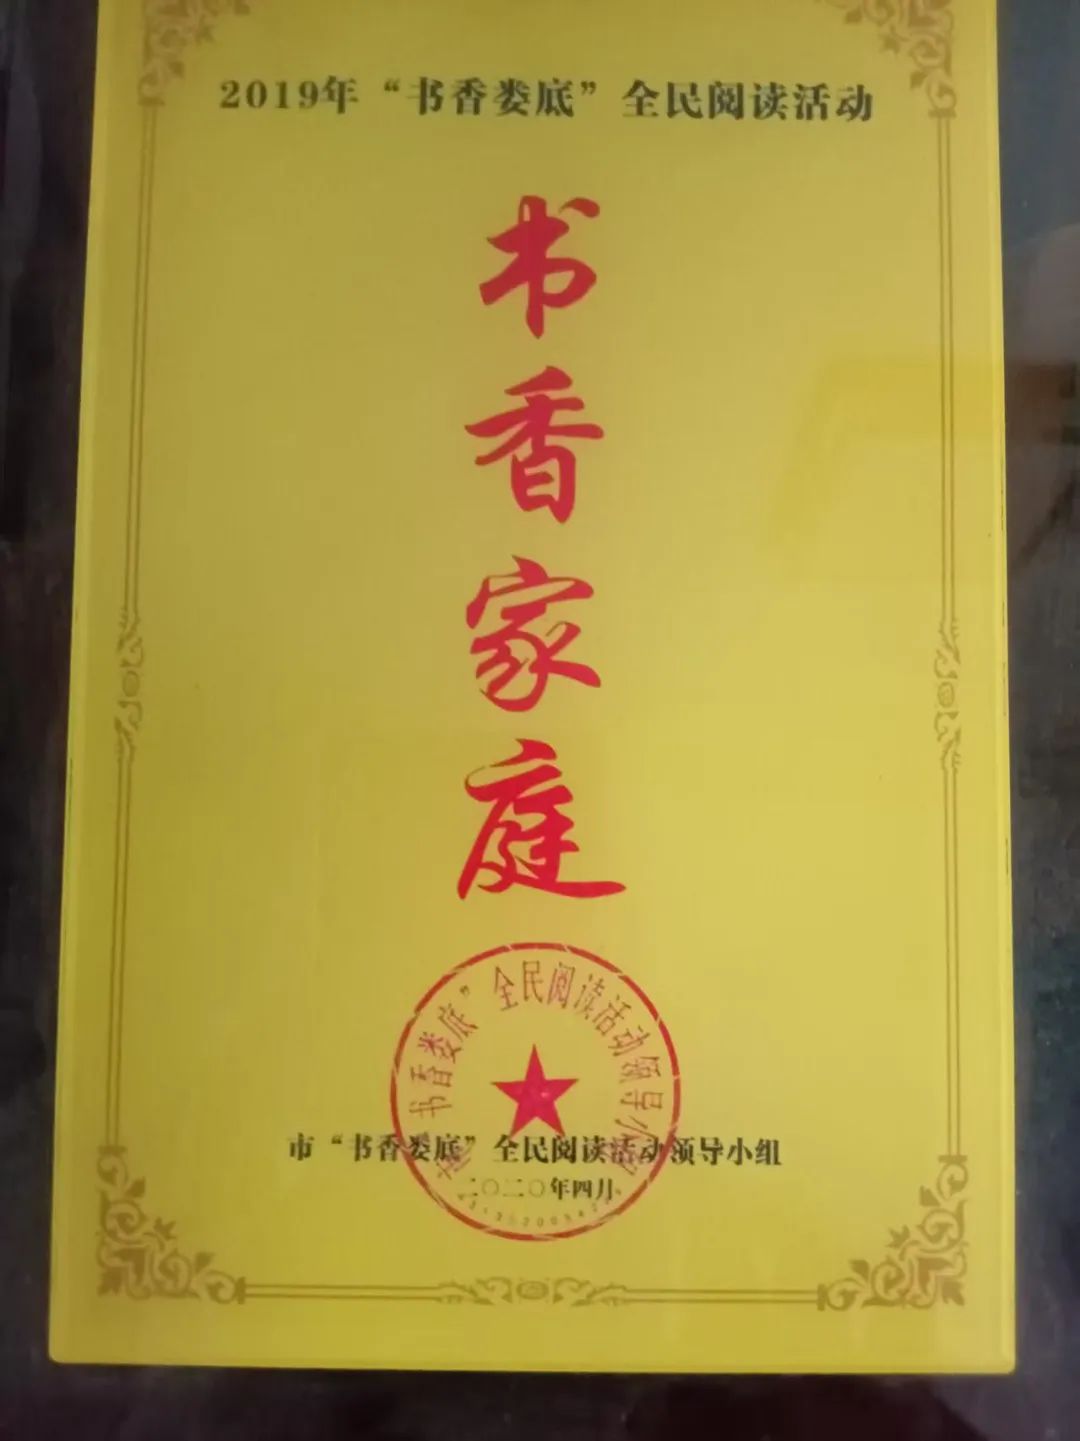 2019年“书香娄底”全民阅读活动
书
香
家
庭
市“书香娄底”全民阅读活动领导小组
二〇二〇年四月
市“书香娄底”全民阅读活动领导小组